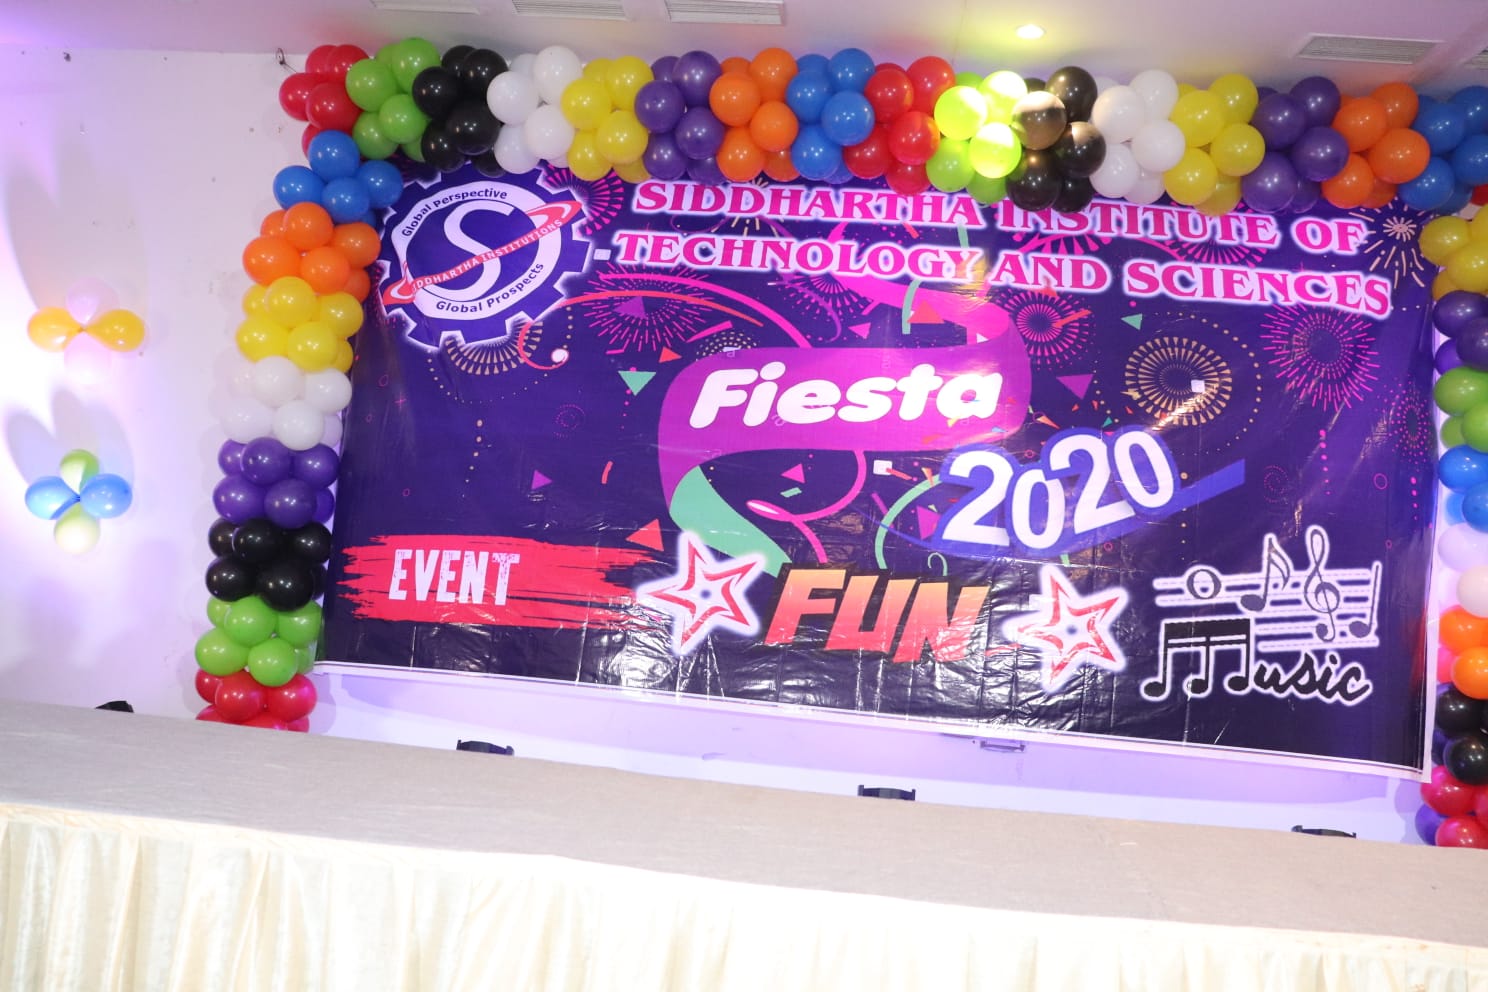 Global Perspective
S
SIDDHARTHA INSTITUTIONS
Global Prospects
SIDDHARTHA INSTITUTE OF
TECHNOLOGY AND SCIENCES
Fiesta
2020
EVENT
FUN
Music